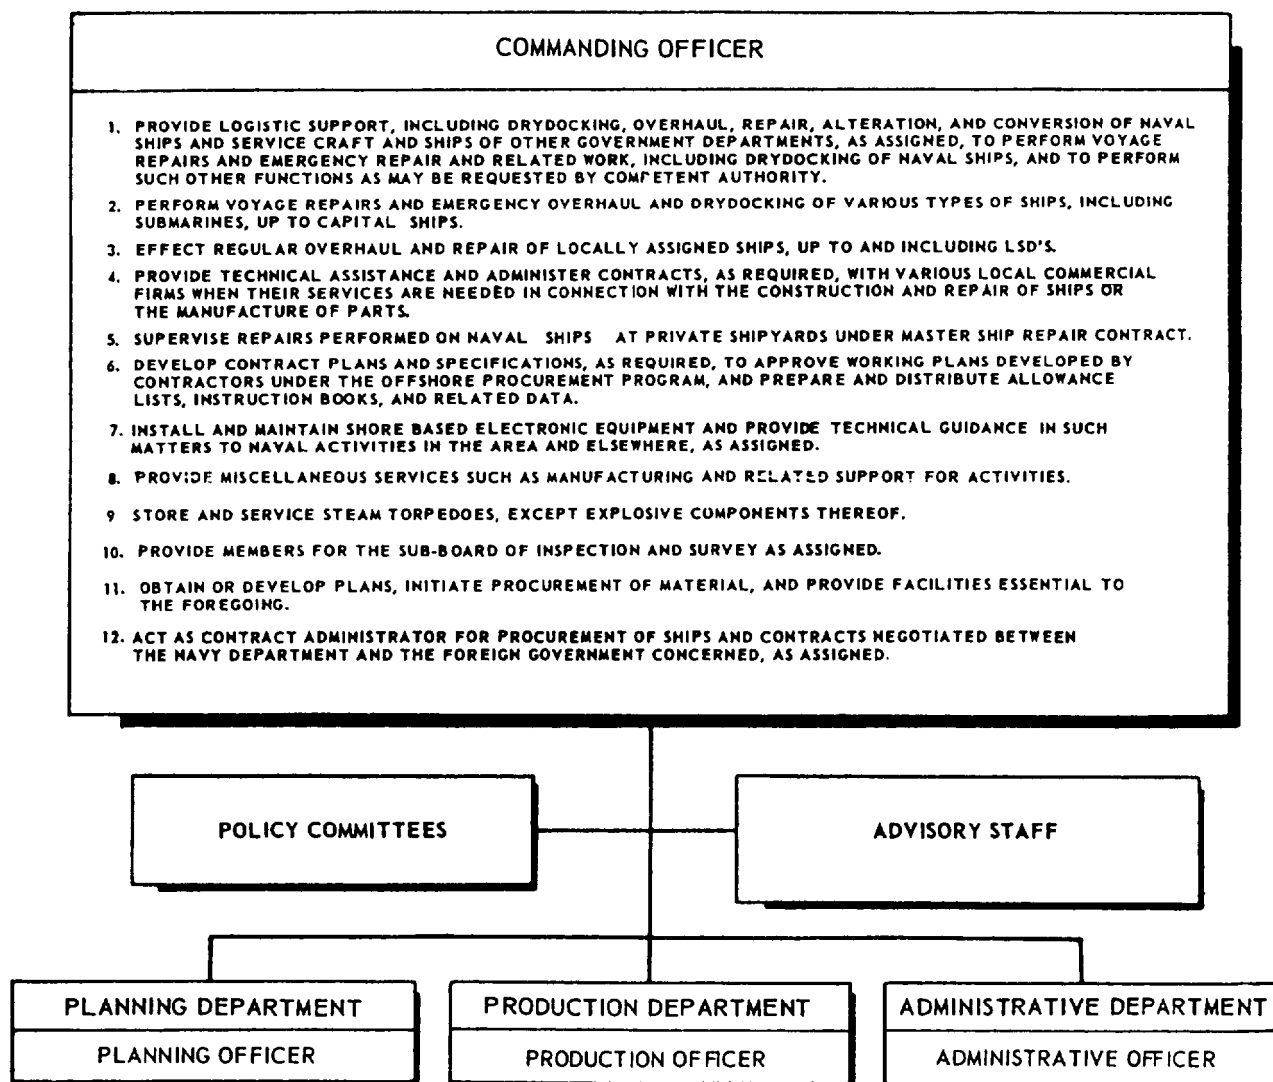 COMMANDING OFFICER
1. PROVIDE LOGISTIC SUPPORT, INCLUDING DRYDOCKING, OVERHAUL, REPAIR, ALTERATION, AND CONVERSION OF NAVAL
SHIPS AND SERVICE CRAFT AND SHIPS OF OTHER GOVERNMENT DEPARTMENTS, AS ASSIGNED, TO PERFORM VOYAGE
REPAIRS AND EMERGENCY REPAIR AND RELATED WORK, INCLUDING DRYDOCKING OF NAVAL SHIPS, AND TO PERFORM
SUCH OTHER FUNCTIONS AS MAY BE REQUESTED BY COMPETENT AUTHORITY.
2. PERFORM VOYAGE REPAIRS AND EMERGENCY OVERHAUL AND DRYDOCKING OF VARIOUS TYPES OF SHIPS, INCLUDING
SUBMARINES, UP TO CAPITAL SHIPS.
3. EFFECT REGULAR OVERHAUL AND REPAIR OF LOCALLY ASSIGNED SHIPS, UP TO AND INCLUDING LSD'S.
4. PROVIDE TECHNICAL ASSISTANCE AND ADMINISTER CONTRACTS, AS REQUIRED, WITH VARIOUS LOCAL COMMERCIAL
FIRMS WHEN THEIR SERVICES ARE NEEDED IN CONNECTION WITH THE CONSTRUCTION AND REPAIR OF SHIPS OR
THE MANUFACTURE OF PARTS.
5. SUPERVISE REPAIRS PERFORMED ON NAVAL SHIPS AT PRIVATE SHIPYARDS UNDER MASTER SHIP REPAIR CONTRACT.
6. DEVELOP CONTRACT PLANS AND SPECIFICATIONS, AS REQUIRED, TO APPROVE WORKING PLANS DEVELOPED BY
CONTRACTORS UNDER THE OFFSHORE PROCUREMENT PROGRAM, AND PREPARE AND DISTRIBUTE ALLOWANCE
LISTS, INSTRUCTION BOOKS, AND RELATED DATA.
7. INSTALL AND MAINTAIN SHORE BASED ELECTRONIC EQUIPMENT AND PROVIDE TECHNICAL GUIDANCE IN SUCH
MATTERS TO NAVAL ACTIVITIES IN THE AREA AND ELSEWHERE, AS ASSIGNED.
8. PROVIDE MISCELLANEOUS SERVICES SUCH AS MANUFACTURING AND RELATED SUPPORT FOR ACTIVITIES.
9 STORE AND SERVICE STEAM TORPEDOES, EXCEPT EXPLOSIVE COMPONENTS THEREOF.
10. PROVIDE MEMBERS FOR THE SUB-BOARD OF INSPECTION AND SURVEY AS ASSIGNED.
11. OBTAIN OR DEVELOP PLANS, INITIATE PROCUREMENT OF MATERIAL, AND PROVIDE FACILITIES ESSENTIAL TO
THE FOREGOING.
12. ACT AS CONTRACT ADMINISTRATOR FOR PROCUREMENT OF SHIPS AND CONTRACTS NEGOTIATED BETWEEN
THE NAVY DEPARTMENT AND THE FOREIGN GOVERNMENT CONCERNED, AS ASSIGNED.
POLICY COMMITTEES
ADVISORY STAFF
PLANNING DEPARTMENT
PLANNING OFFICER
PRODUCTION DEPARTMENT
PRODUCTION OFFICER
ADMINISTRATIVE DEPARTMENT
ADMINISTRATIVE OFFICER